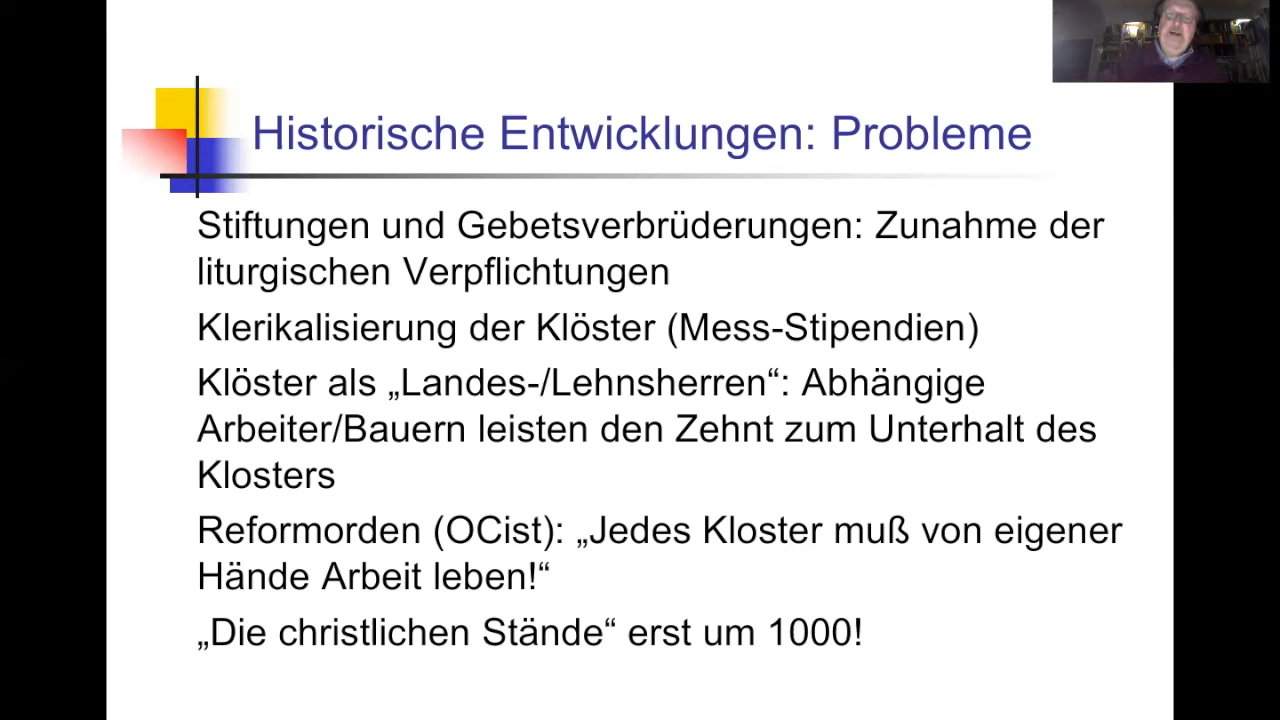 Historische Entwicklungen: Probleme
Stiftungen und Gebetsverbrüderungen: Zunahme der
liturgischen Verpflichtungen
Klerikalisierung der Klöster (Mess-Stipendien)
Klöster als „Landes-/Lehnsherren“: Abhängige
Arbeiter/Bauern leisten den Zehnt zum Unterhalt des
Klosters
Reformorden (OCist): „Jedes Kloster muß von eigener
Hände Arbeit leben!“
„Die christlichen Stände“ erst um 1000!